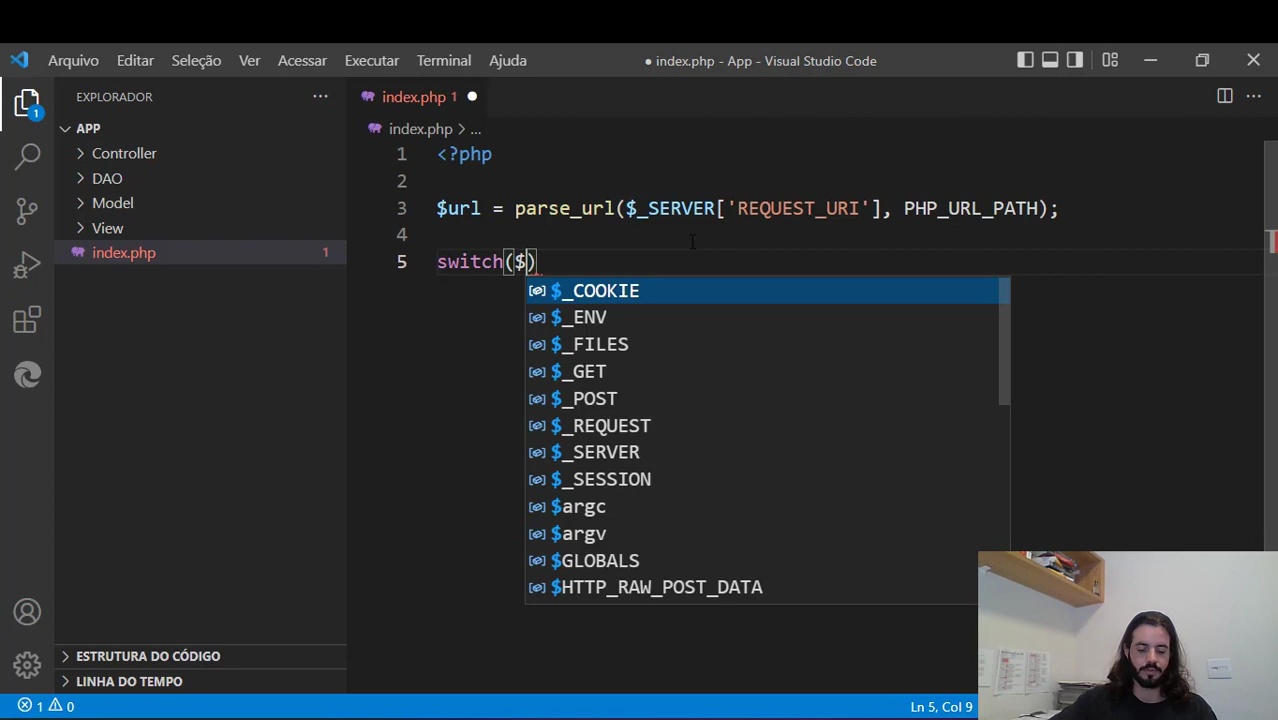 Arquivo Editar Seleção Ver Acessar Executar Terminal Ajuda
● index.php - App - Visual Studio Code
EXPLORADOR ...
index.php 1 ●
APP
index.php > ...
Controller
DAO
Model
View
index.php 1
1 <?php
2
3 $url = parse_url($_SERVER['REQUEST_URI'], PHP_URL_PATH);
4
5 switch($)
$_COOKIE
$_ENV
$_FILES
$_GET
$_POST
$_REQUEST
$_SERVER
$_SESSION
$argc
$argv
$GLOBALS
$HTTP_RAW_POST_DATA
1
ESTRUTURA DO CÓDIGO
LINHA DO TEMPO
1 0
Ln 5, Col 9